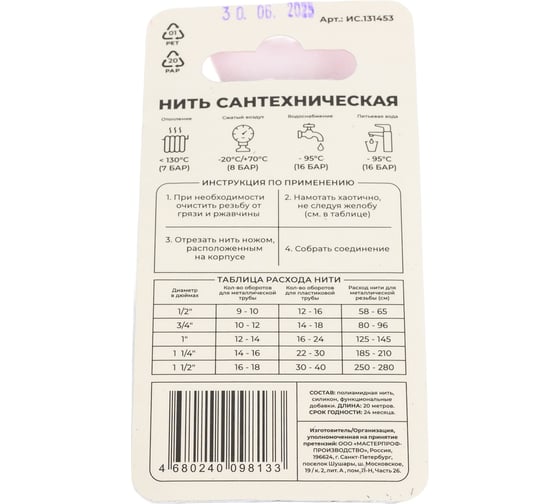 30. 06. 2025
Арт.: ИС.131453
01
PET
20
PAP
НИТЬ САНТЕХНИЧЕСКАЯ
Отопление Сжатый воздух Водоснабжение Питьевая вода
< 130°C -20°C/+70°C - 95°C - 95°C
(7 БАР) (8 БАР) (16 БАР) (16 БАР)
ИНСТРУКЦИЯ ПО ПРИМЕНЕНИЮ
1. При необходимости
очистить резьбу от
грязи и ржавчины
2. Намотать хаотично,
не следуя желобу
(см. в таблице)
3. Отрезать нить ножом,
расположенным
на корпусе
4. Собрать соединение
ТАБЛИЦА РАСХОДА НИТИ
Диаметр
в дюймах
Кол-во оборотов
для металлической
трубы
Кол-во оборотов
для пластиковой
трубы
Расход нити для
металлической
резьбы (см)
1/2" 9 - 10 12 - 16 58 - 65
3/4" 10 - 12 14 - 18 80 - 96
1" 12 - 14 16 - 24 125 - 145
1 1/4" 14 - 16 22 - 30 185 - 210
1 1/2" 16 - 18 30 - 40 250 - 280
4 680240 098133
СОСТАВ: полиамидная нить,
силикон, функциональные
добавки. ДЛИНА: 20 метров.
СРОК ГОДНОСТИ: 24 месяца.
Изготовитель/Организация,
уполномоченная на принятие
претензий: ООО «МАСТЕРПРОФ-
ПРОИЗВОДСТВО», Россия,
196624, г. Санкт-Петербург,
поселок Шушары, ш. Московское,
19 / к. 2, лит. А, пом. Л-Н, Часть 26.